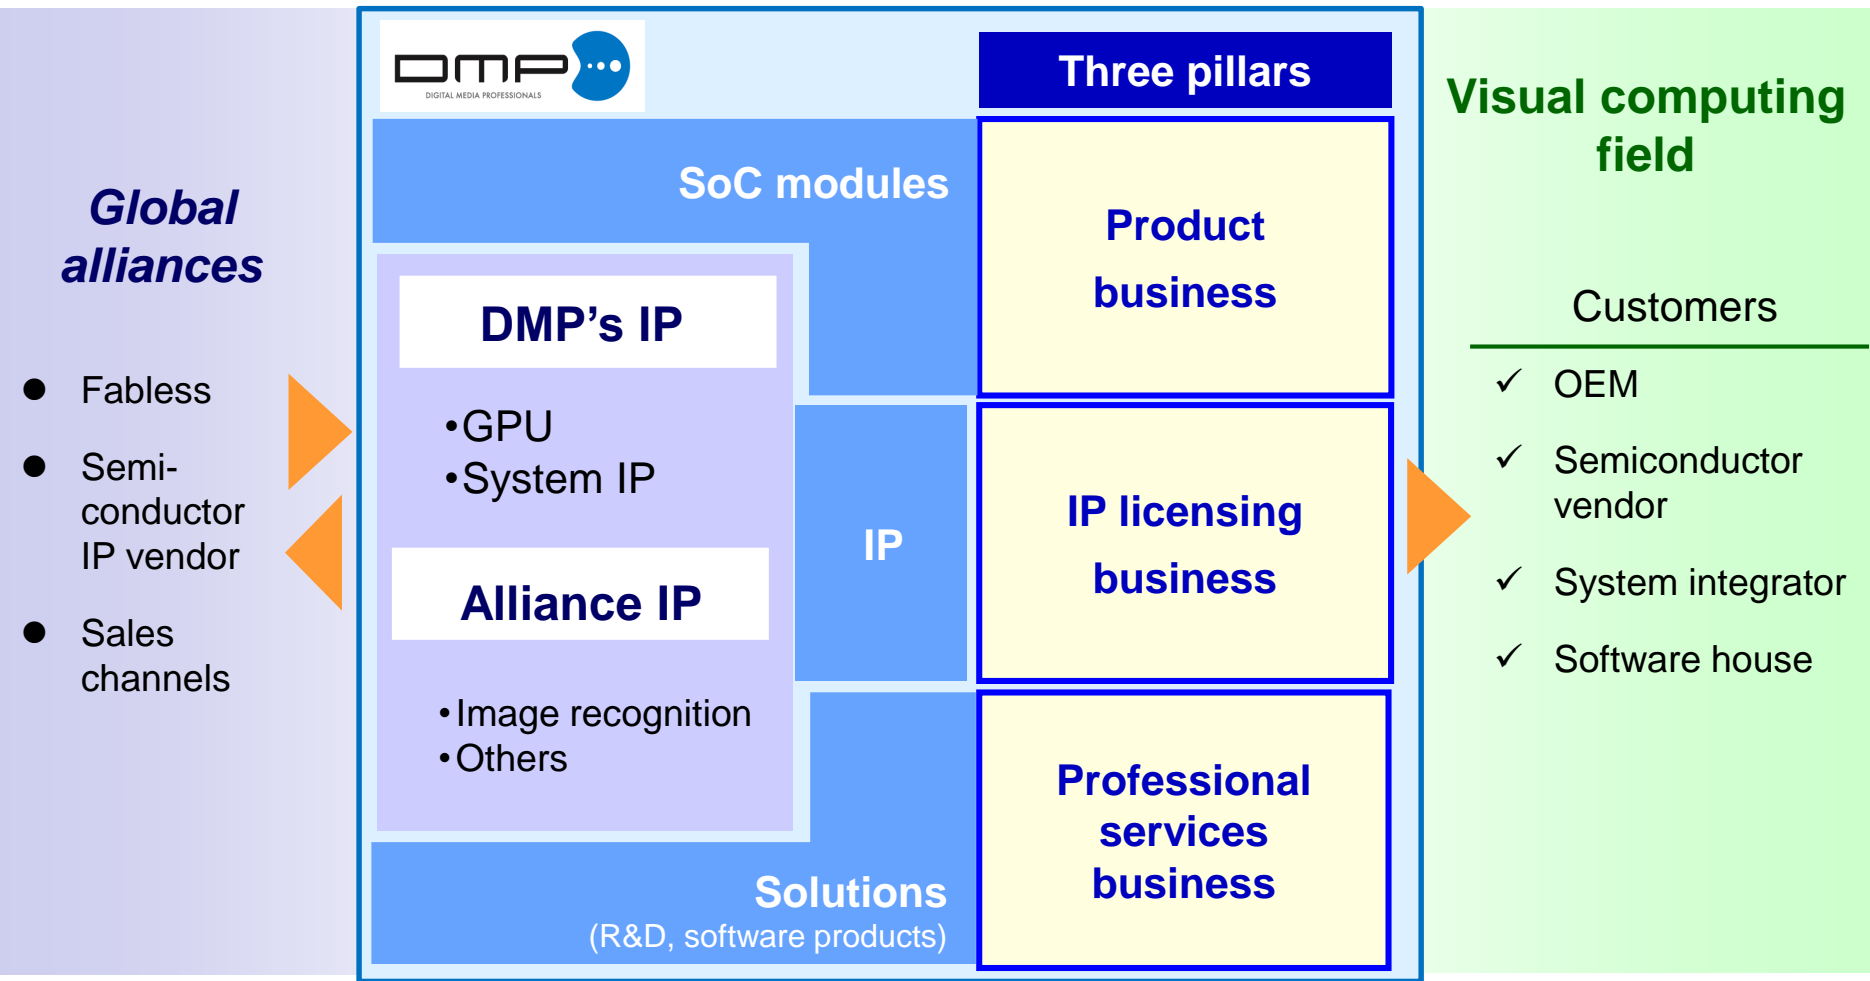 Global
alliances
● Fabless
● Semi-
conductor
IP vendor
● Sales
channels
DMP
DIGITAL MEDIA PROFESSIONALS
Three pillars
SoC modules
Product
business
DMP’s IP
•GPU
•System IP
Alliance IP
•Image recognition
•Others
IP
IP licensing
business
Solutions
(R&D, software products)
Professional
services
business
Visual computing
field
Customers
✓ OEM
✓ Semiconductor
vendor
✓ System integrator
✓ Software house